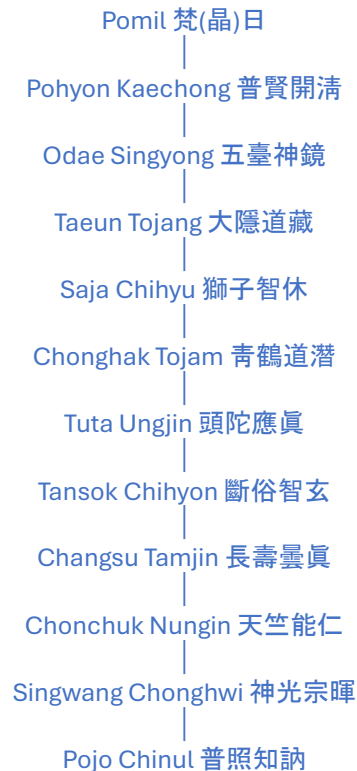 Pomil 梵(晶)日
Pohyon Kaechong 普賢開淸
Odae Singyong 五臺神鏡
Taeun Tojang 大隱道藏
Saja Chihyu 獅子智休
Chonghak Tojam 靑鶴道潛
Tuta Ungjin 頭陀應眞
Tansok Chihyon 斷俗智玄
Changsu Tamjin 長壽曇眞
Chonchuk Nungin 天竺能仁
Singwang Chonghwi 神光宗暉
Pojo Chinul 普照知訥